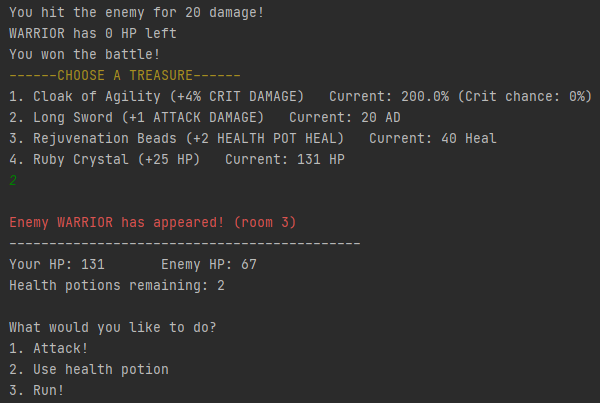 You hit the enemy for 20 damage!
WARRIOR has 0 HP left
You won the battle!
------CHOOSE A TREASURE------
1. Cloak of Agility (+4% CRIT DAMAGE)   Current: 200.0% (Crit chance: 0%)
2. Long Sword (+1 ATTACK DAMAGE)   Current: 20 AD
3. Rejuvenation Beads (+2 HEALTH POT HEAL)   Current: 40 Heal
4. Ruby Crystal (+25 HP)   Current: 131 HP
2
Enemy WARRIOR has appeared! (room 3)
--------------------------------------------
Your HP: 131       Enemy HP: 67
Health potions remaining: 2
What would you like to do?
1. Attack!
2. Use health potion
3. Run!